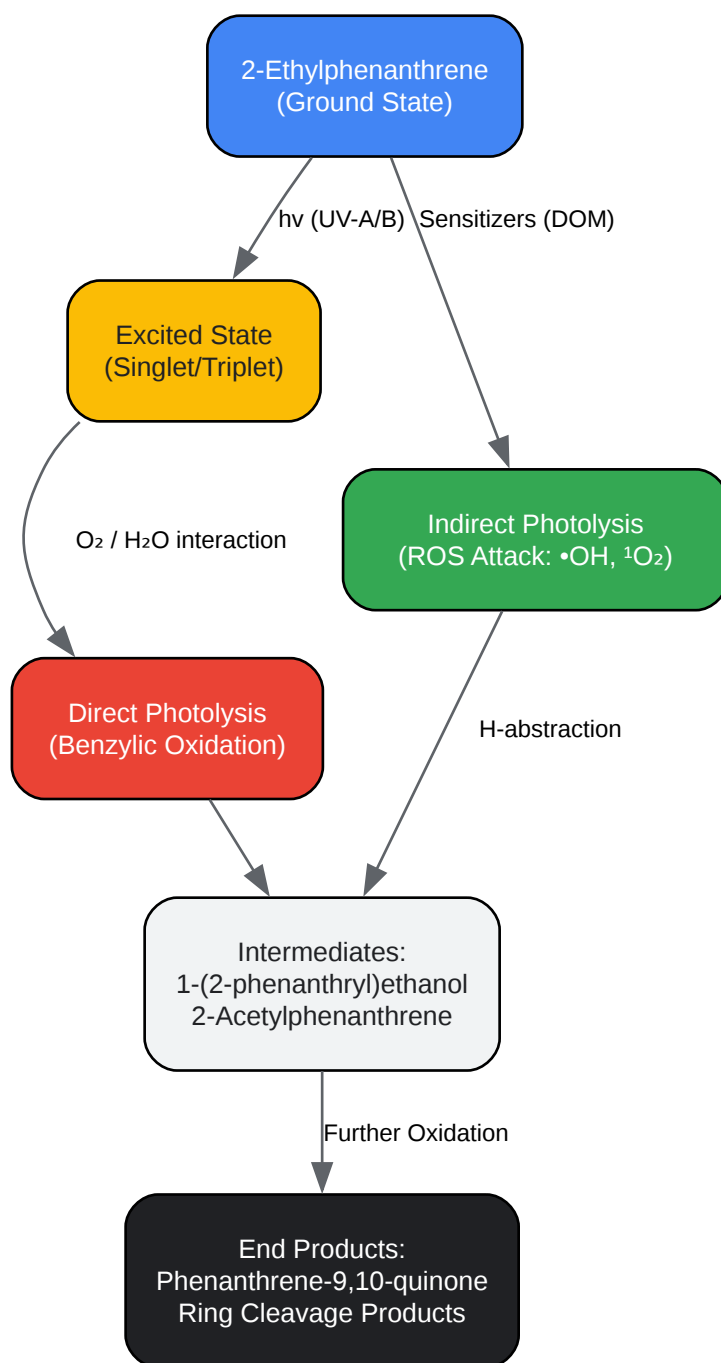 2-Ethylphenanthrene
(Ground State)
hν (UV-A/B)
Sensitizers (DOM)
Excited State
(Singlet/Triplet)
Indirect Photolysis
(ROS Attack: •OH, ¹O₂)
O₂ / H₂O interaction
Direct Photolysis
(Benzylic Oxidation)
H-abstraction
Intermediates:
1-(2-phenanthryl)ethanol
2-Acetylphenanthrene
Further Oxidation
End Products:
Phenanthrene-9,10-quinone
Ring Cleavage Products